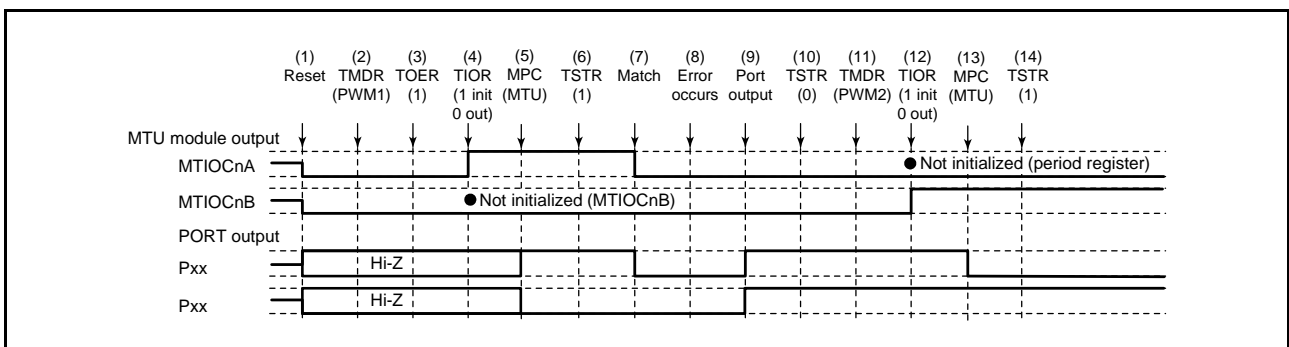 (1) (2) (3) (4) (5) (6) (7) (8) (9) (10) (11) (12) (13) (14)
Reset TMDR TOER TIOR MPC TSTR Match Error Port TSTR TMDR TIOR MPC TSTR
(PWM1) (1) (1 init (MTU) (1) occurs output (0) (PWM2) (1 init (MTU) (1)
0 out) 0 out)
MTU module output
MTIOCnA ● Not initialized (period register)
MTIOCnB ● Not initialized (MTIOCnB)
PORT output
Pxx Hi-Z
Pxx Hi-Z